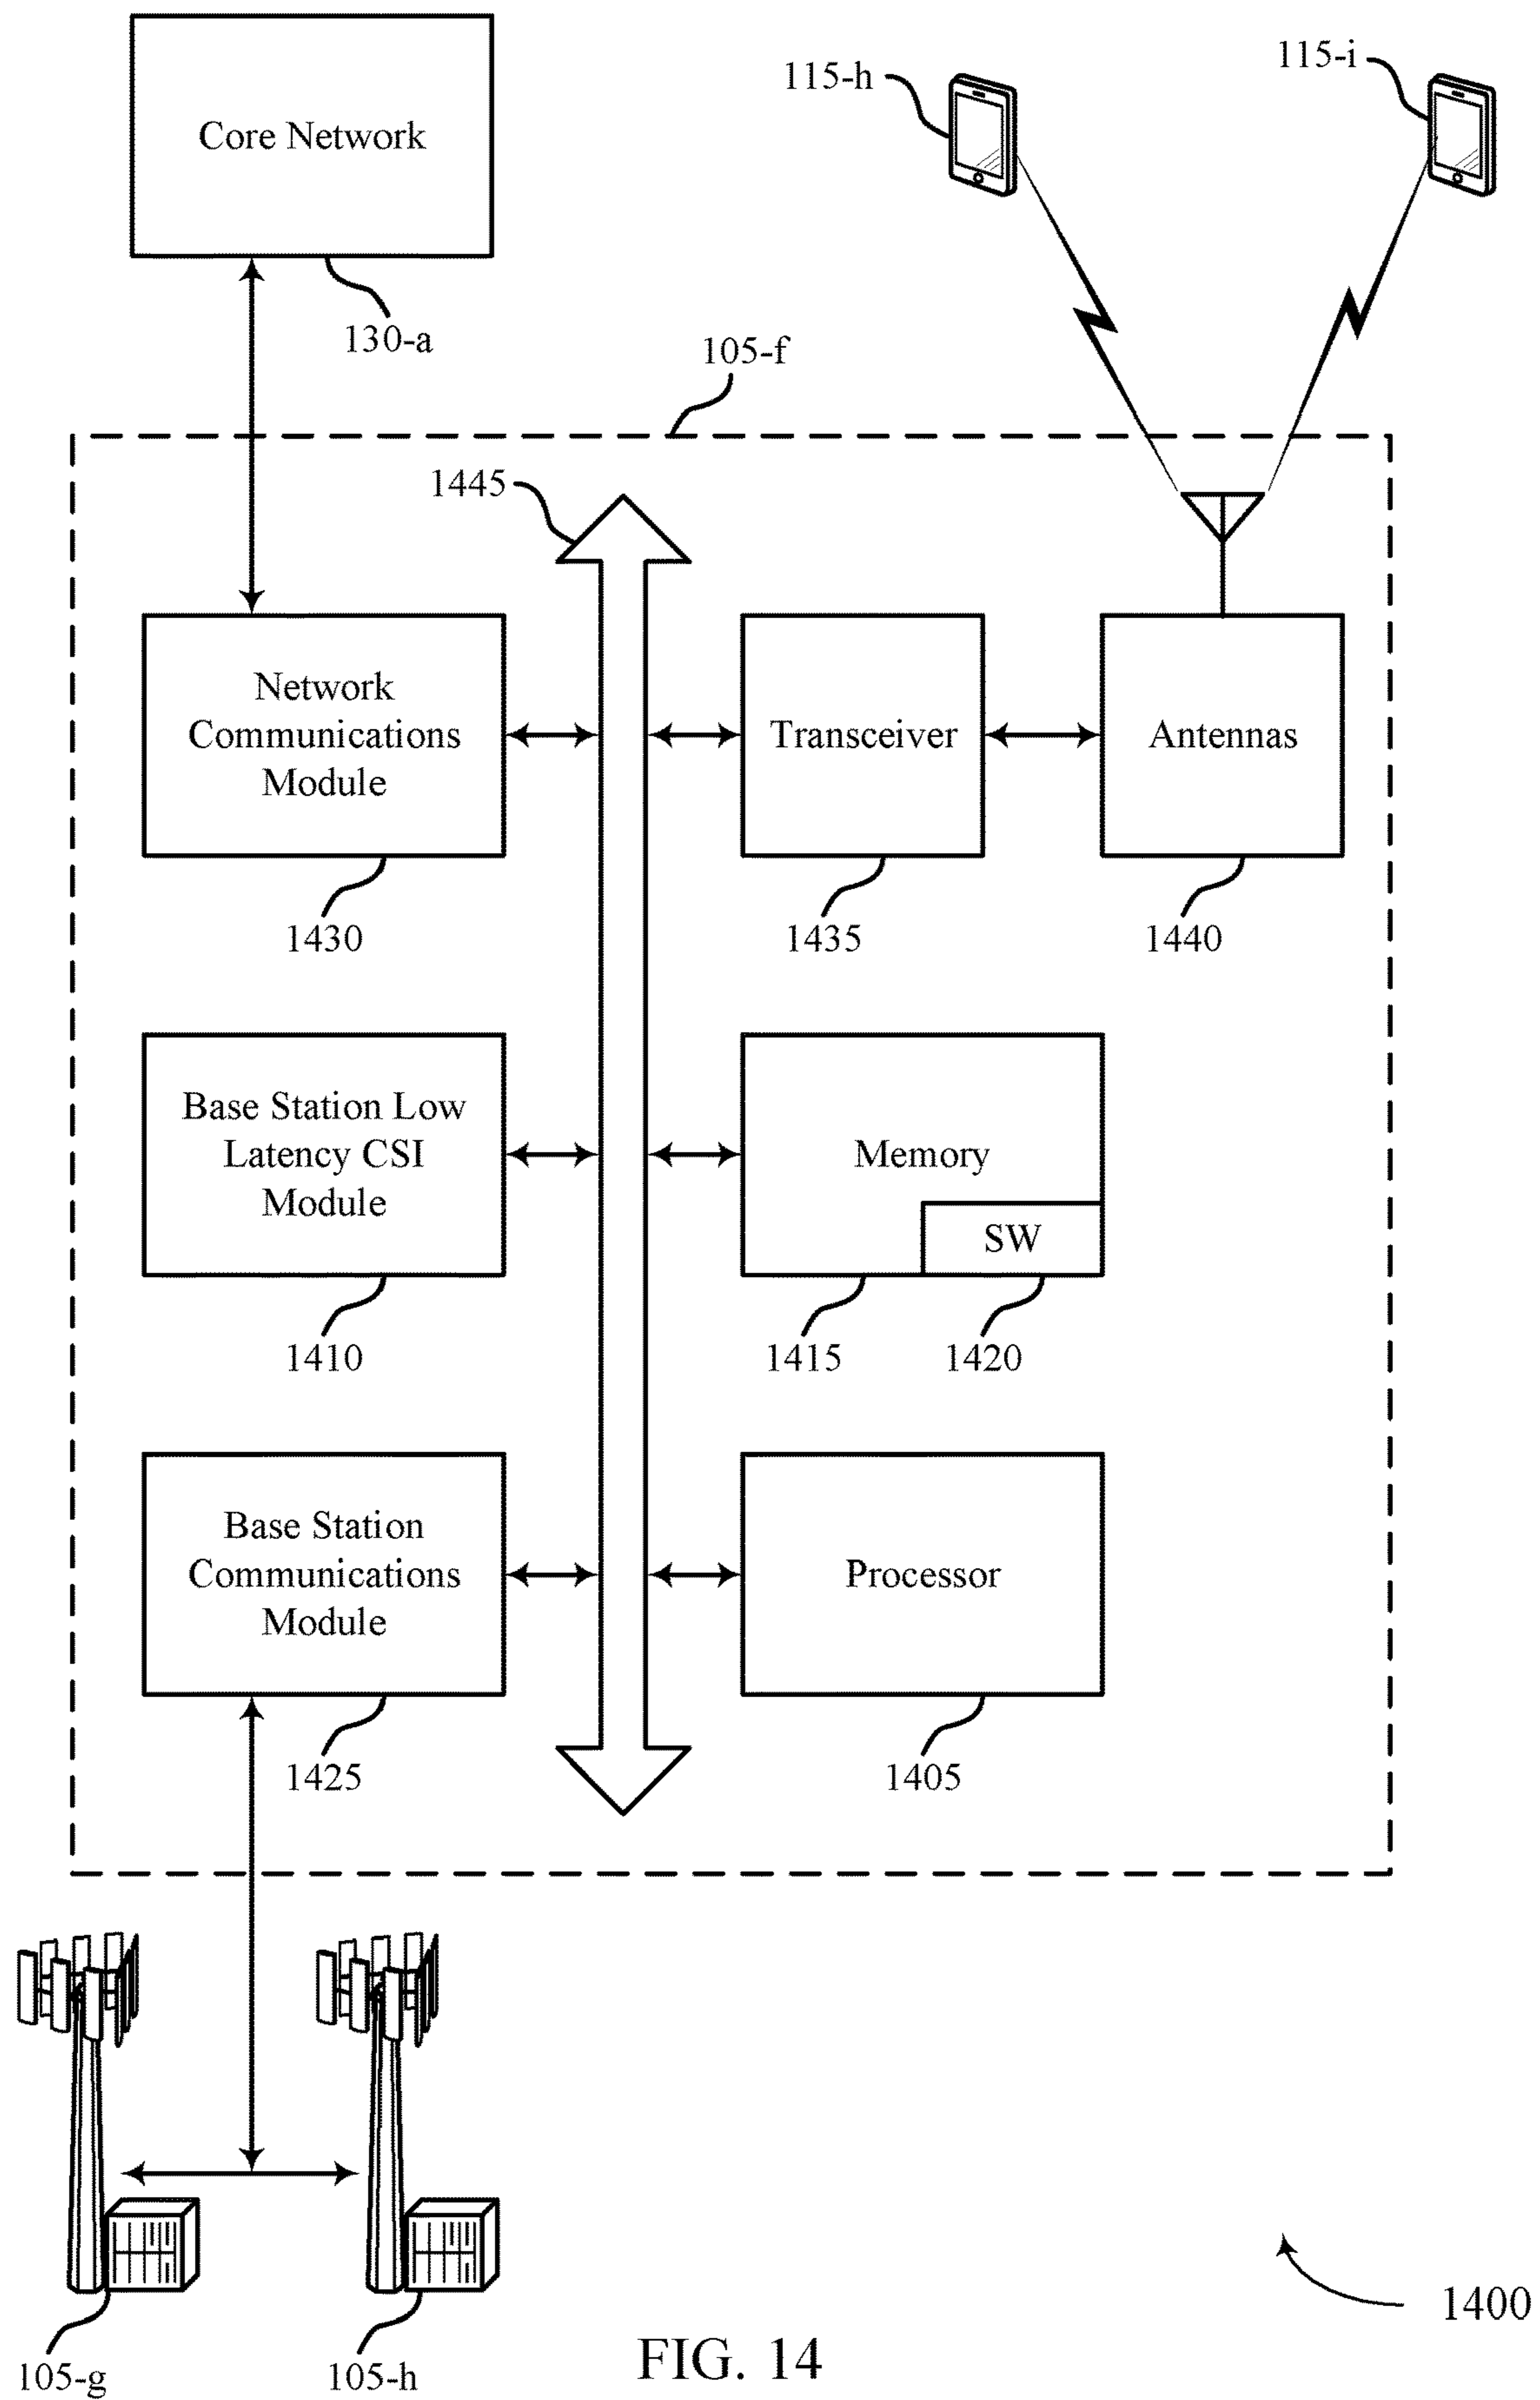 115-h
115-i
Core Network
130-a
105-f
1445
Network
Communications
Module
Transceiver
Antennas
1430
1435
1440
Base Station Low
Latency CSI
Module
Memory
SW
1410
1415
1420
Base Station
Communications
Module
Processor
1425
1405
105-g
105-h
1400
FIG. 14